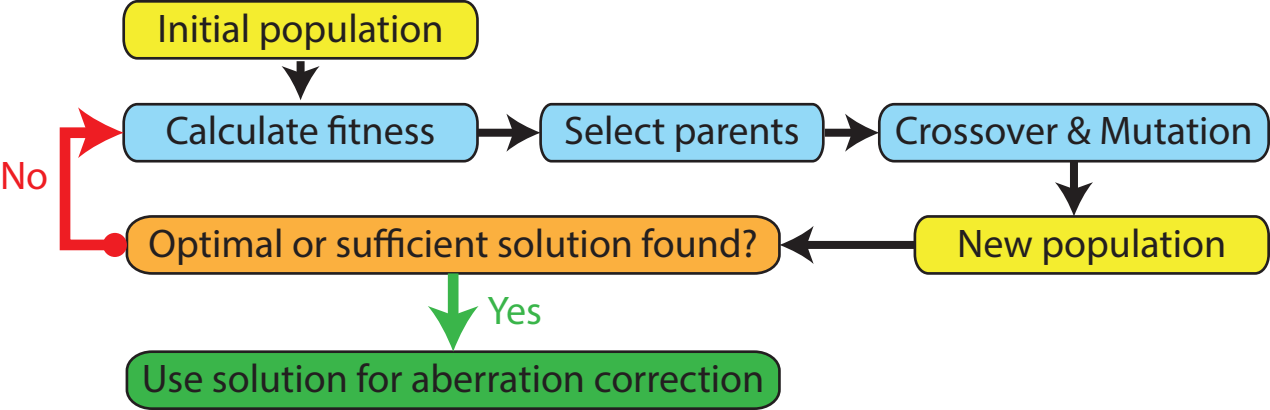 Initial population
Calculate fitness
Select parents
Crossover & Mutation
No
Optimal or sufficient solution found?
New population
Yes
Use solution for aberration correction